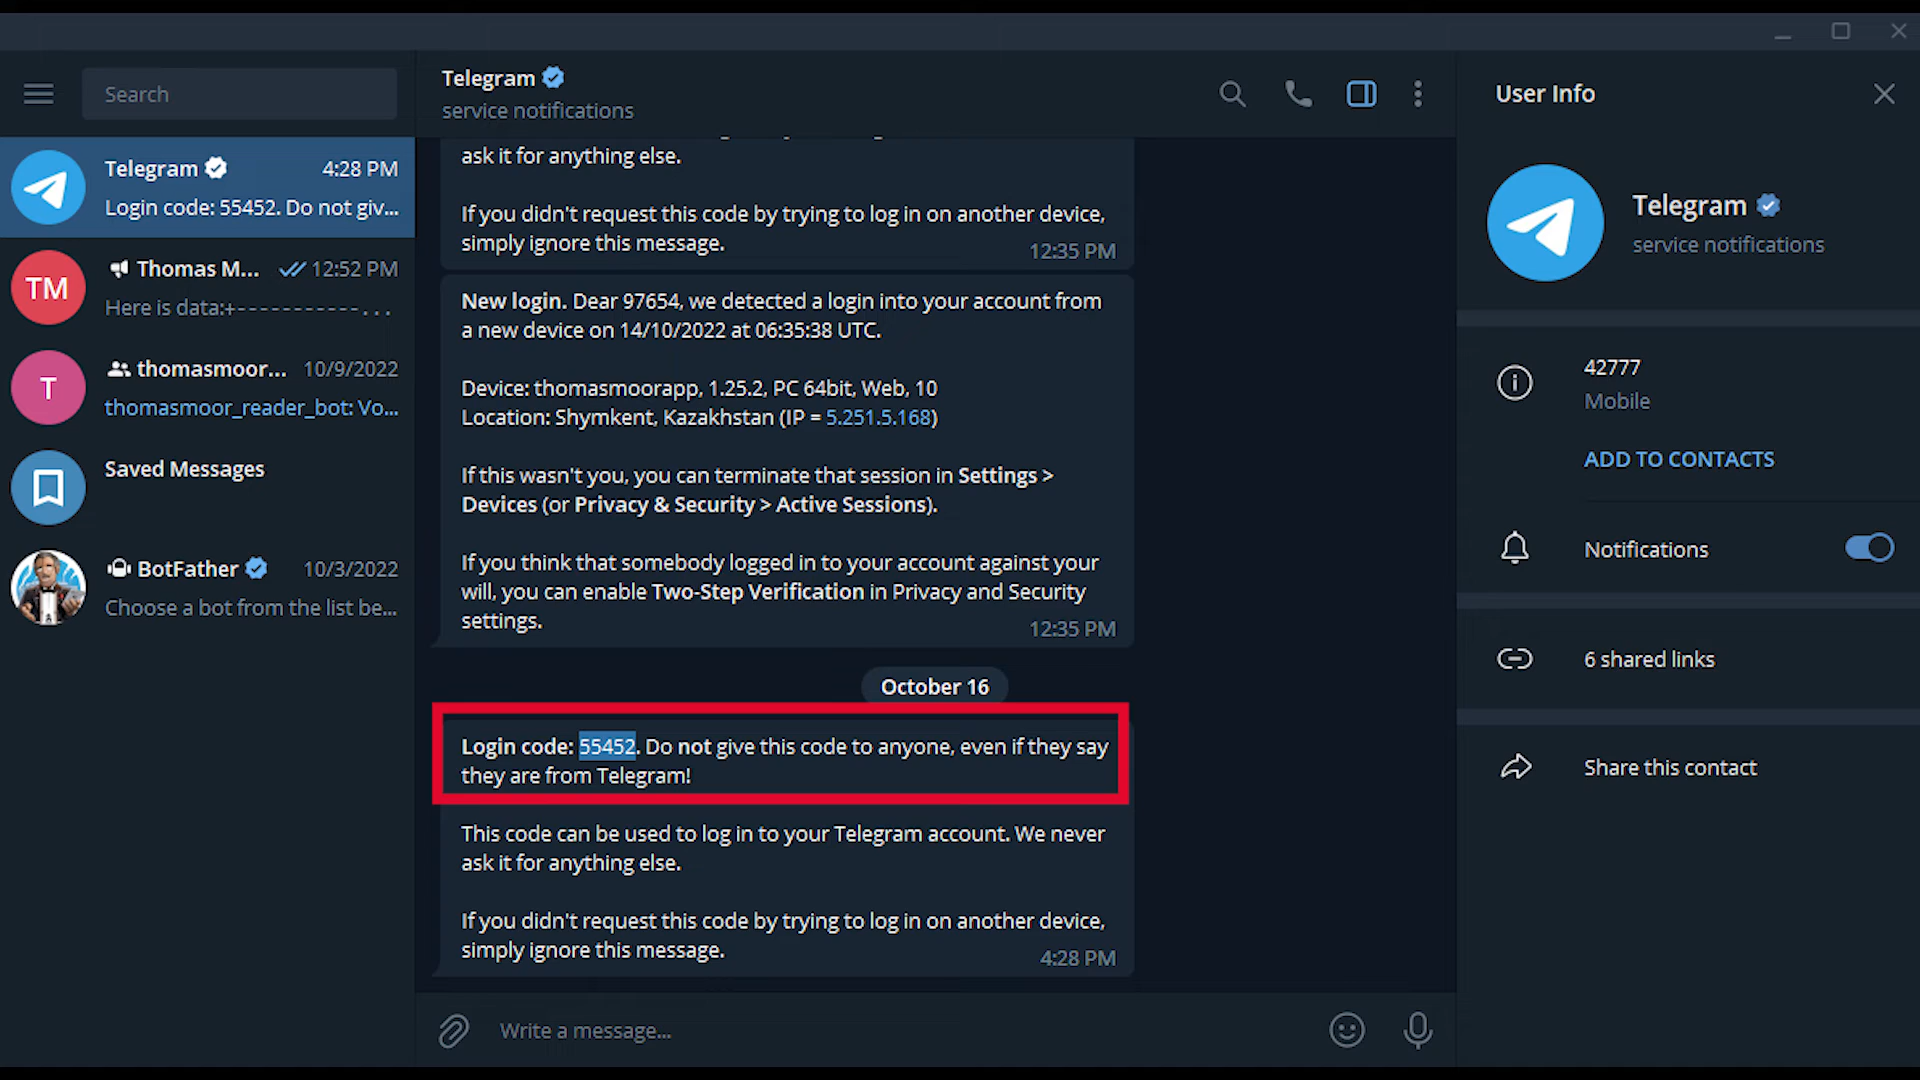 Search
Telegram
4:28 PM
Login code: 55452. Do not giv...
TM
Thomas M...
12:52 PM
Here is data:+-----------...
T
thomasmoor...
10/9/2022
thomasmoor_reader_bot: Vo...
Saved Messages
BotFather
10/3/2022
Choose a bot from the list be...
Telegram
service notifications
ask it for anything else.
If you didn't request this code by trying to log in on another device,
simply ignore this message.
12:35 PM
New login. Dear 97654, we detected a login into your account from
a new device on 14/10/2022 at 06:35:38 UTC.
Device: thomasmoorapp, 1.25.2, PC 64bit, Web, 10
Location: Shymkent, Kazakhstan (IP = 5.251.5.168)
If this wasn't you, you can terminate that session in Settings >
Devices (or Privacy & Security > Active Sessions).
If you think that somebody logged in to your account against your
will, you can enable Two-Step Verification in Privacy and Security
settings.
12:35 PM
October 16
Login code: 55452. Do not give this code to anyone, even if they say
they are from Telegram!
This code can be used to log in to your Telegram account. We never
ask it for anything else.
If you didn't request this code by trying to log in on another device,
simply ignore this message.
4:28 PM
Write a message...
User Info
Telegram
service notifications
42777
Mobile
ADD TO CONTACTS
Notifications
6 shared links
Share this contact